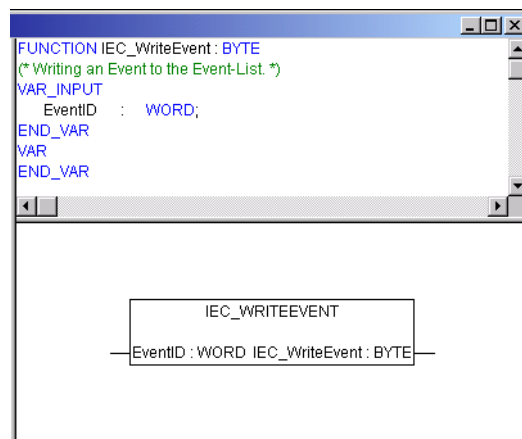 FUNCTION IEC_WriteEvent : BYTE
(* Writing an Event to the Event-List. *)
VAR_INPUT
EventID : WORD;
END_VAR
VAR
END_VAR
IEC_WRITEEVENT
EventID : WORD IEC_WriteEvent : BYTE